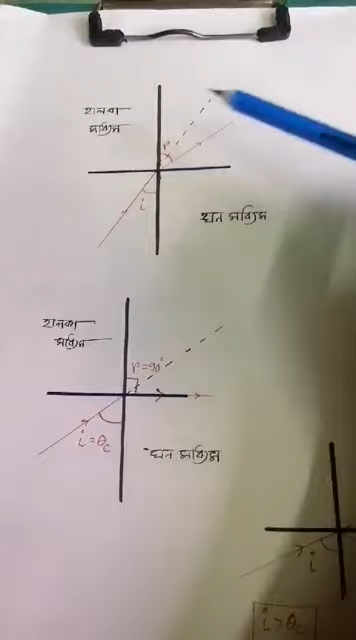 হালকা
মাধ্যম
r
i
ঘন মাধ্যম
হালকা
মাধ্যম
r=90°
i=θc
ঘন মাধ্যম
i
i>θc